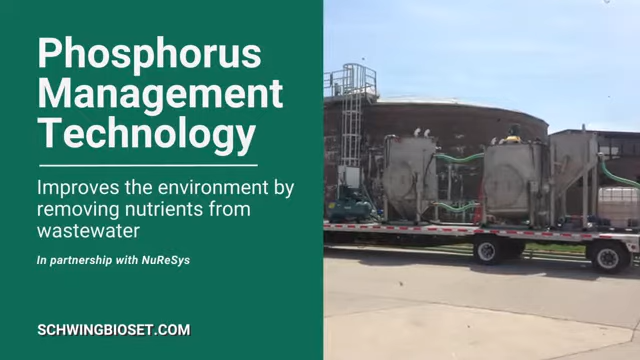 Phosphorus
Management
Technology
Improves the environment by
removing nutrients from
wastewater
In partnership with NuReSys
SCHWINGBIOSET.COM